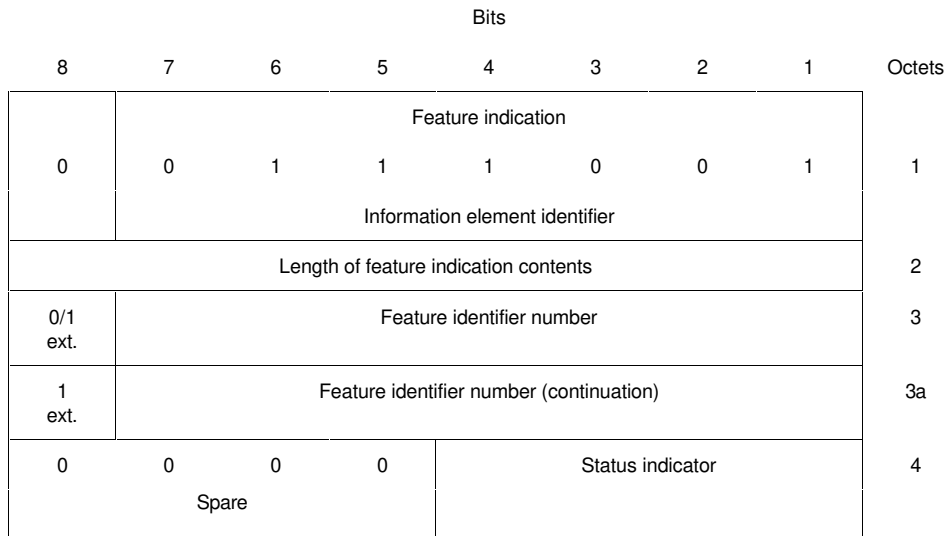 Bits
8 7 6 5 4 3 2 1 Octets
Feature indication
0 0 1 1 1 0 0 1 1
Information element identifier
Length of feature indication contents 2
0/1 Feature identifier number 3
ext.
1 Feature identifier number (continuation) 3a
ext.
0 0 0 0 Status indicator 4
Spare